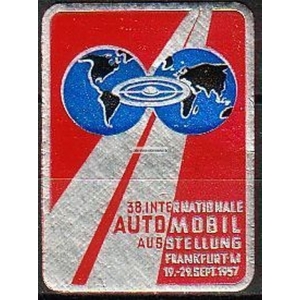 38. INTERNATIONALE
AUTOMOBIL
AUSSTELLUNG
FRANKFURT-M
19.-29. SEPT. 1957